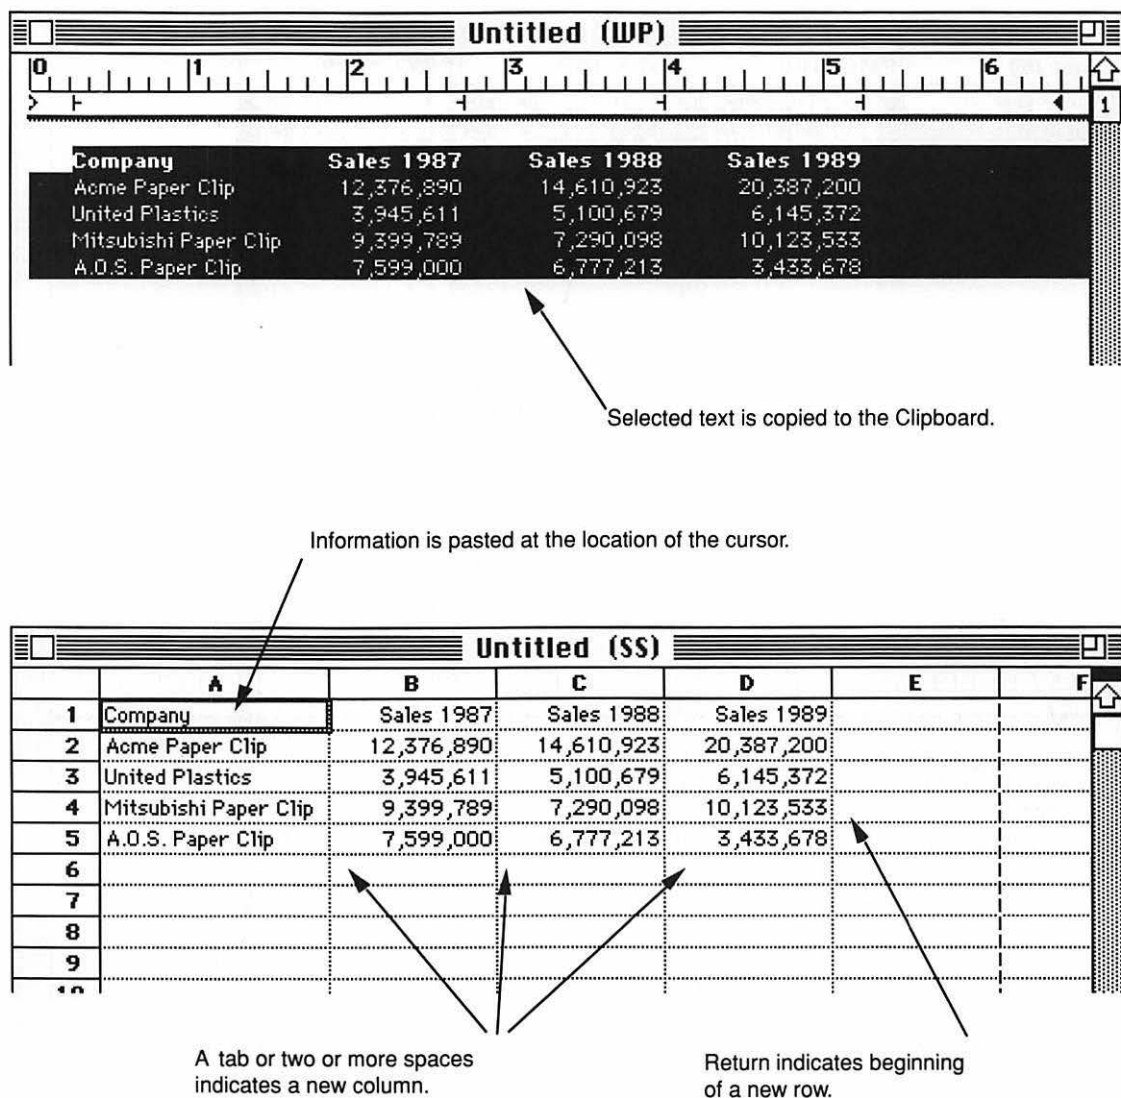 Untitled (WP)
0 1 2 3 4 5 6
1
Company Sales 1987 Sales 1988 Sales 1989
Acme Paper Clip 12,376,890 14,610,923 20,387,200
United Plastics 3,945,611 5,100,679 6,145,372
Mitsubishi Paper Clip 9,399,789 7,290,098 10,123,533
A.O.S. Paper Clip 7,599,000 6,777,213 3,433,678
Selected text is copied to the Clipboard.
Information is pasted at the location of the cursor.
Untitled (SS)
A B C D E F
1 Company Sales 1987 Sales 1988 Sales 1989
2 Acme Paper Clip 12,376,890 14,610,923 20,387,200
3 United Plastics 3,945,611 5,100,679 6,145,372
4 Mitsubishi Paper Clip 9,399,789 7,290,098 10,123,533
5 A.O.S. Paper Clip 7,599,000 6,777,213 3,433,678
6
7
8
9
10
A tab or two or more spaces
indicates a new column.
Return indicates beginning
of a new row.